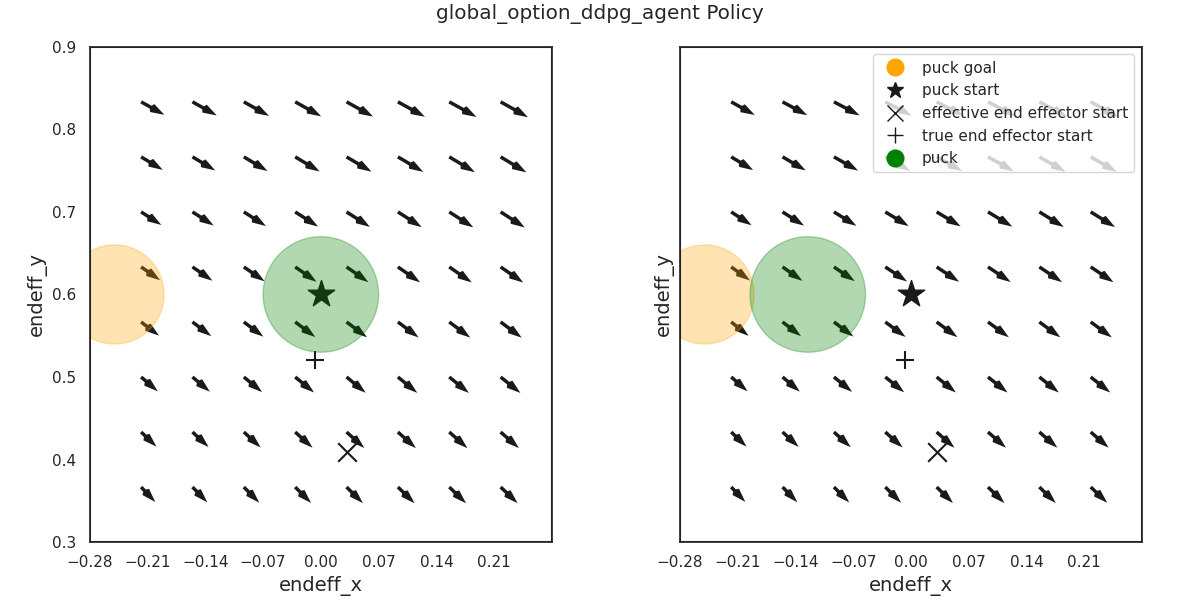 global_option_ddpg_agent Policy
0.9
0.8
0.7
0.6
0.5
0.4
0.3
endeff_y
−0.28 −0.21 −0.14 −0.07 0.00 0.07 0.14 0.21
endeff_x
puck goal
puck start
effective end effector start
true end effector start
puck
endeff_y
−0.28 −0.21 −0.14 −0.07 0.00 0.07 0.14 0.21
endeff_x